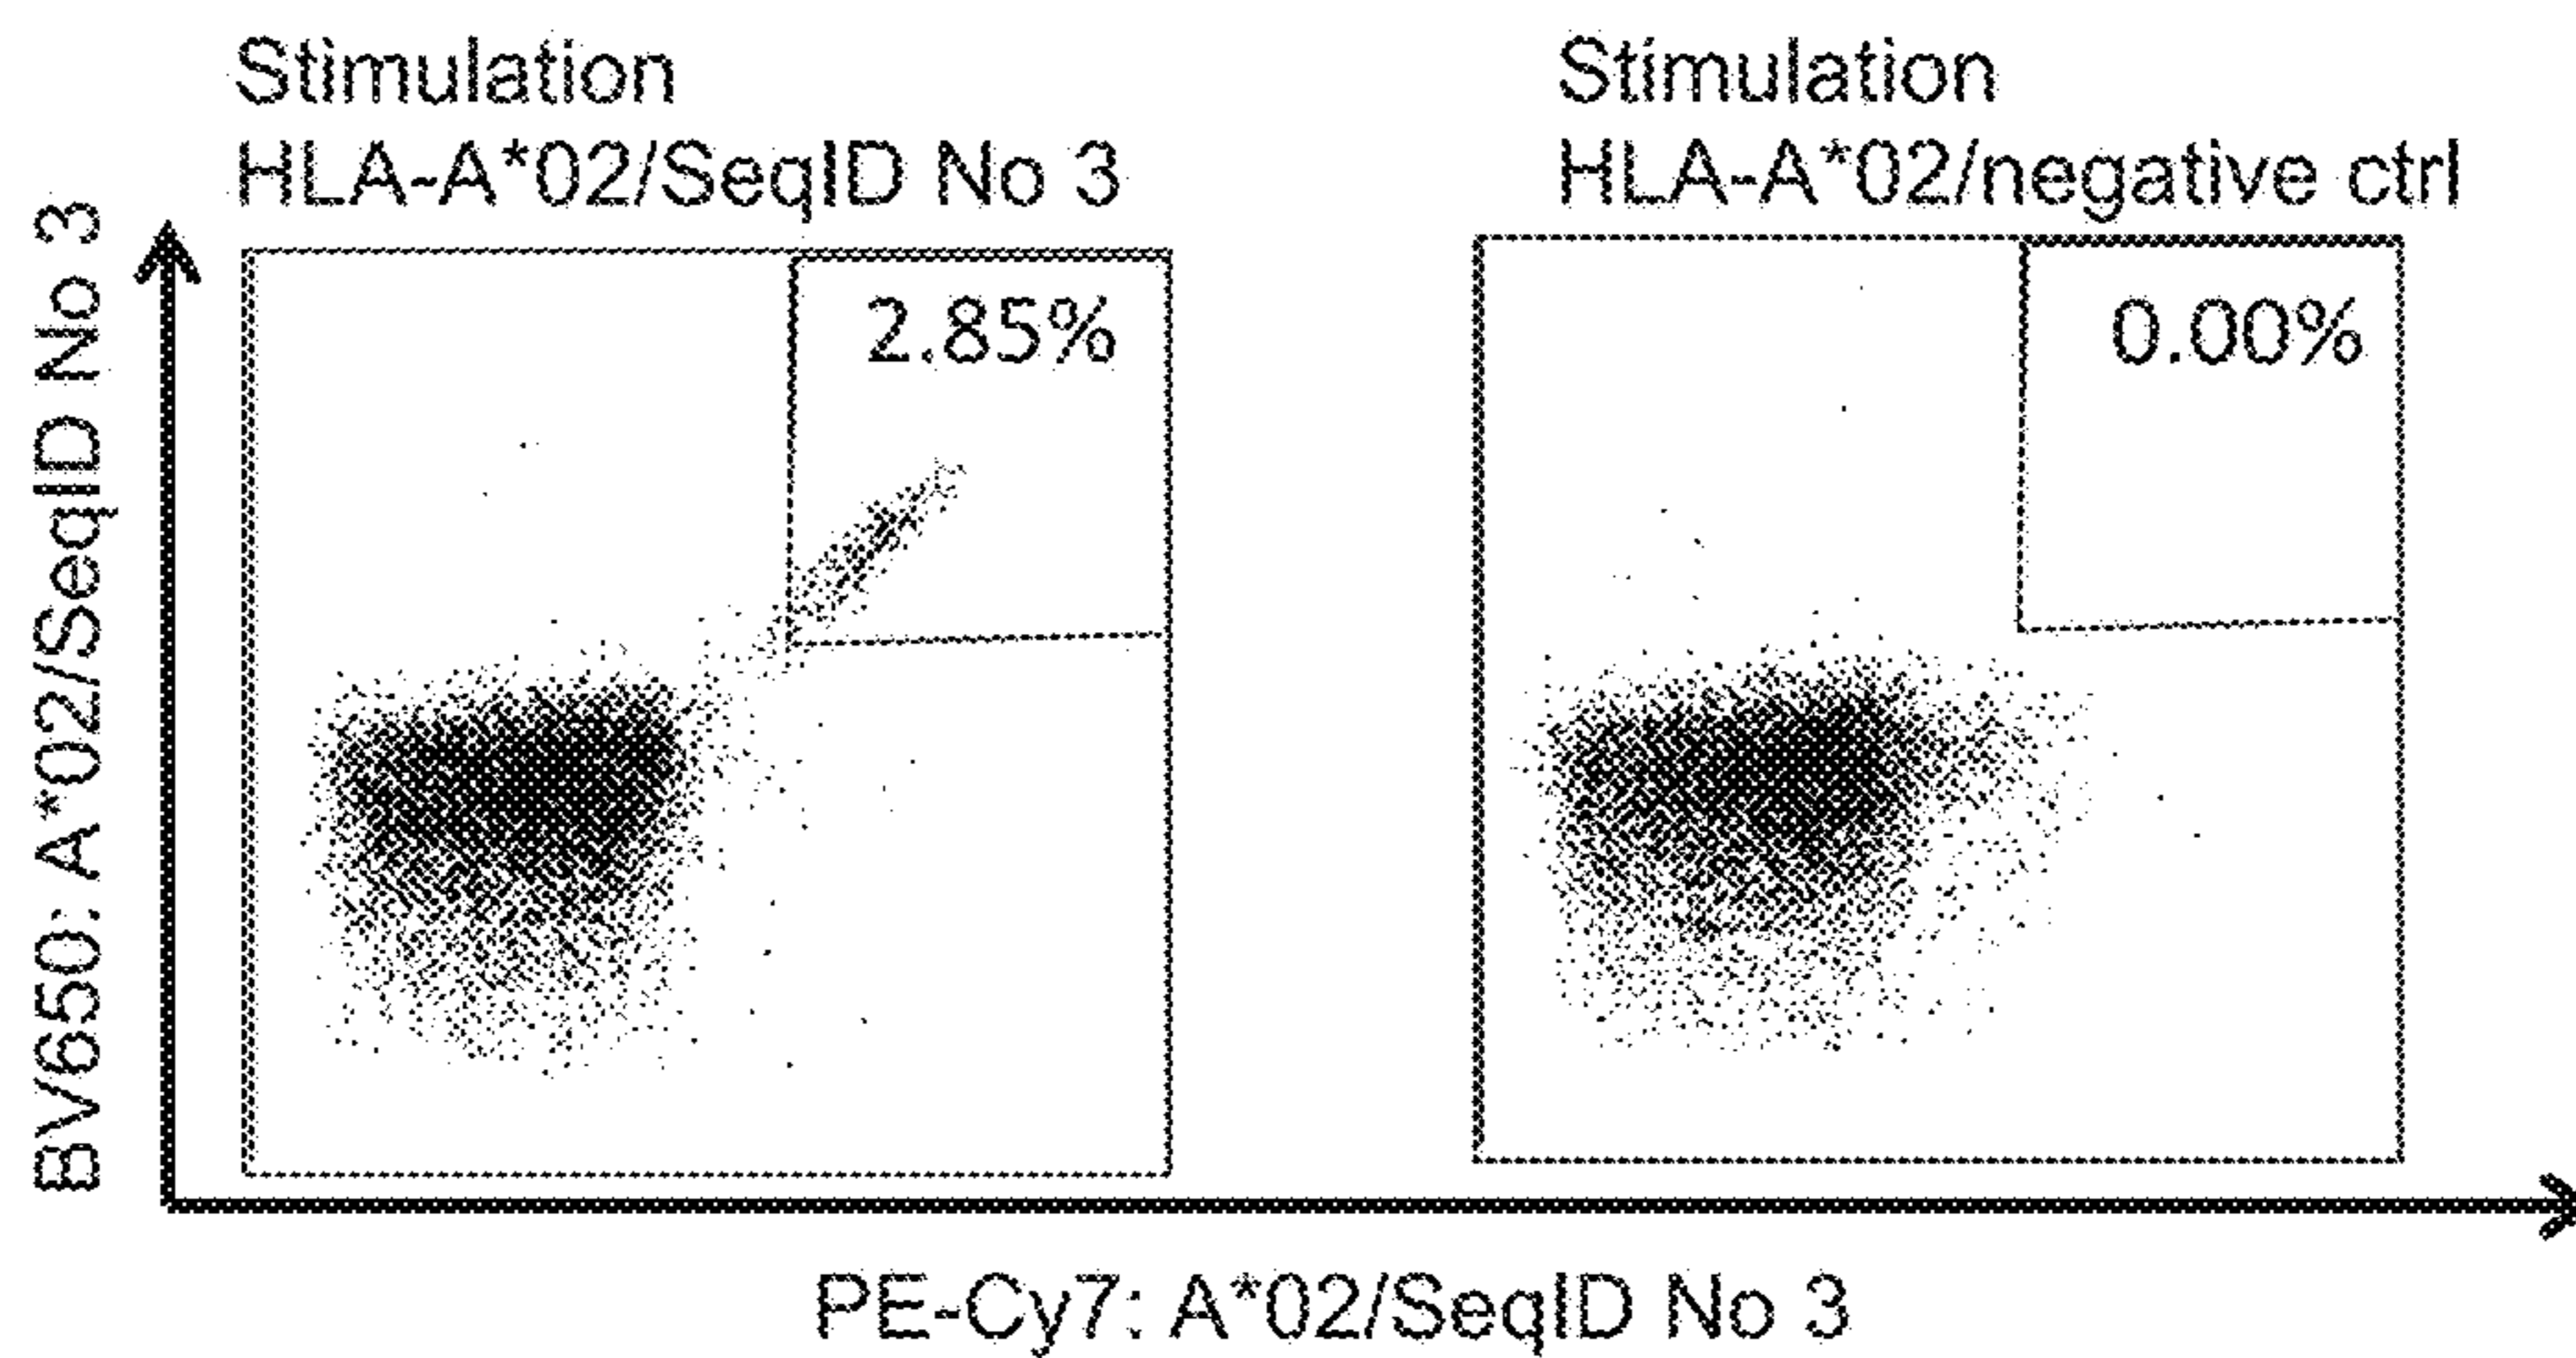 Stimulation
HLA-A*02/SeqID No 3
Stimulation
HLA-A*02/negative ctrl
BV650: A*02/SeqID No 3
2.85%
0.00%
PE-Cy7: A*02/SeqID No 3